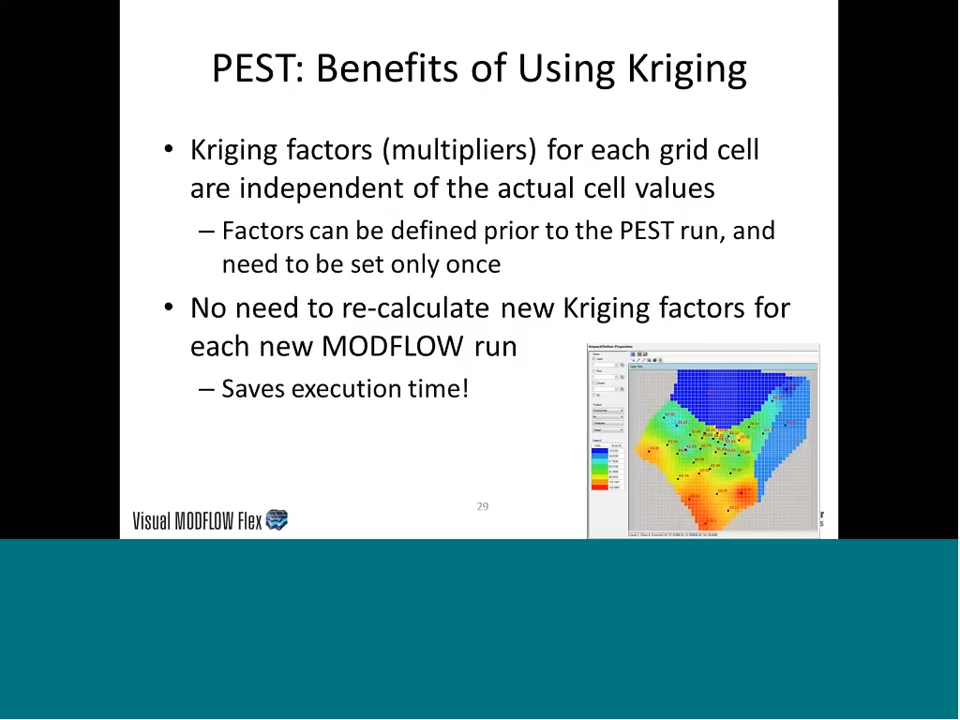 PEST: Benefits of Using Kriging
• Kriging factors (multipliers) for each grid cell
are independent of the actual cell values
– Factors can be defined prior to the PEST run, and
need to be set only once
• No need to re-calculate new Kriging factors for
each new MODFLOW run
– Saves execution time!
29
Visual MODFLOW Flex